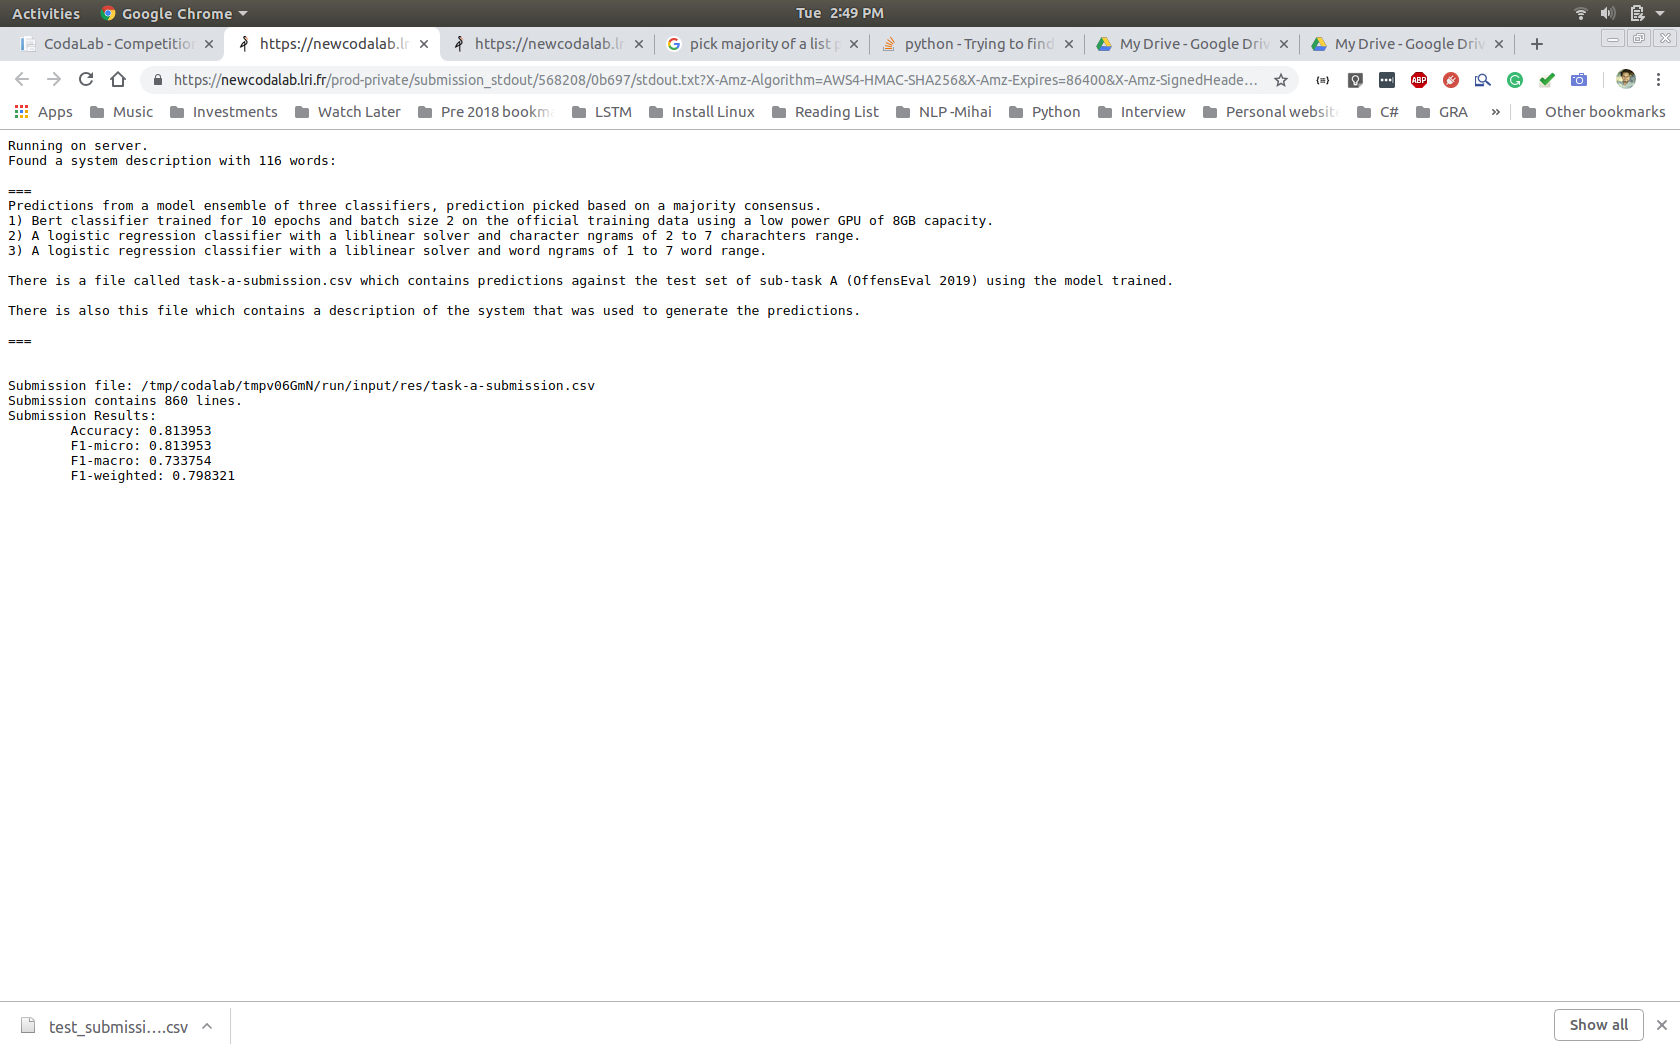 Activities Google Chrome Tue 2:49 PM
CodaLab - Competition https://newcodalab.lr https://newcodalab.lr pick majority of a list p python - Trying to find My Drive - Google Driv My Drive - Google Driv
https://newcodalab.lri.fr/prod-private/submission_stdout/568208/0b697/stdout.txt?X-Amz-Algorithm=AWS4-HMAC-SHA256&X-Amz-Expires=86400&X-Amz-SignedHeade... ABP
Apps Music Investments Watch Later Pre 2018 bookma LSTM Install Linux Reading List NLP -Mihai Python Interview Personal websit C# GRA » Other bookmarks
Running on server.
Found a system description with 116 words:
===
Predictions from a model ensemble of three classifiers, prediction picked based on a majority consensus.
1) Bert classifier trained for 10 epochs and batch size 2 on the official training data using a low power GPU of 8GB capacity.
2) A logistic regression classifier with a liblinear solver and character ngrams of 2 to 7 charachters range.
3) A logistic regression classifier with a liblinear solver and word ngrams of 1 to 7 word range.
There is a file called task-a-submission.csv which contains predictions against the test set of sub-task A (OffensEval 2019) using the model trained.
There is also this file which contains a description of the system that was used to generate the predictions.
===
Submission file: /tmp/codalab/tmpv06GmN/run/input/res/task-a-submission.csv
Submission contains 860 lines.
Submission Results:
Accuracy: 0.813953
F1-micro: 0.813953
F1-macro: 0.733754
F1-weighted: 0.798321
test_submissi....csv Show all